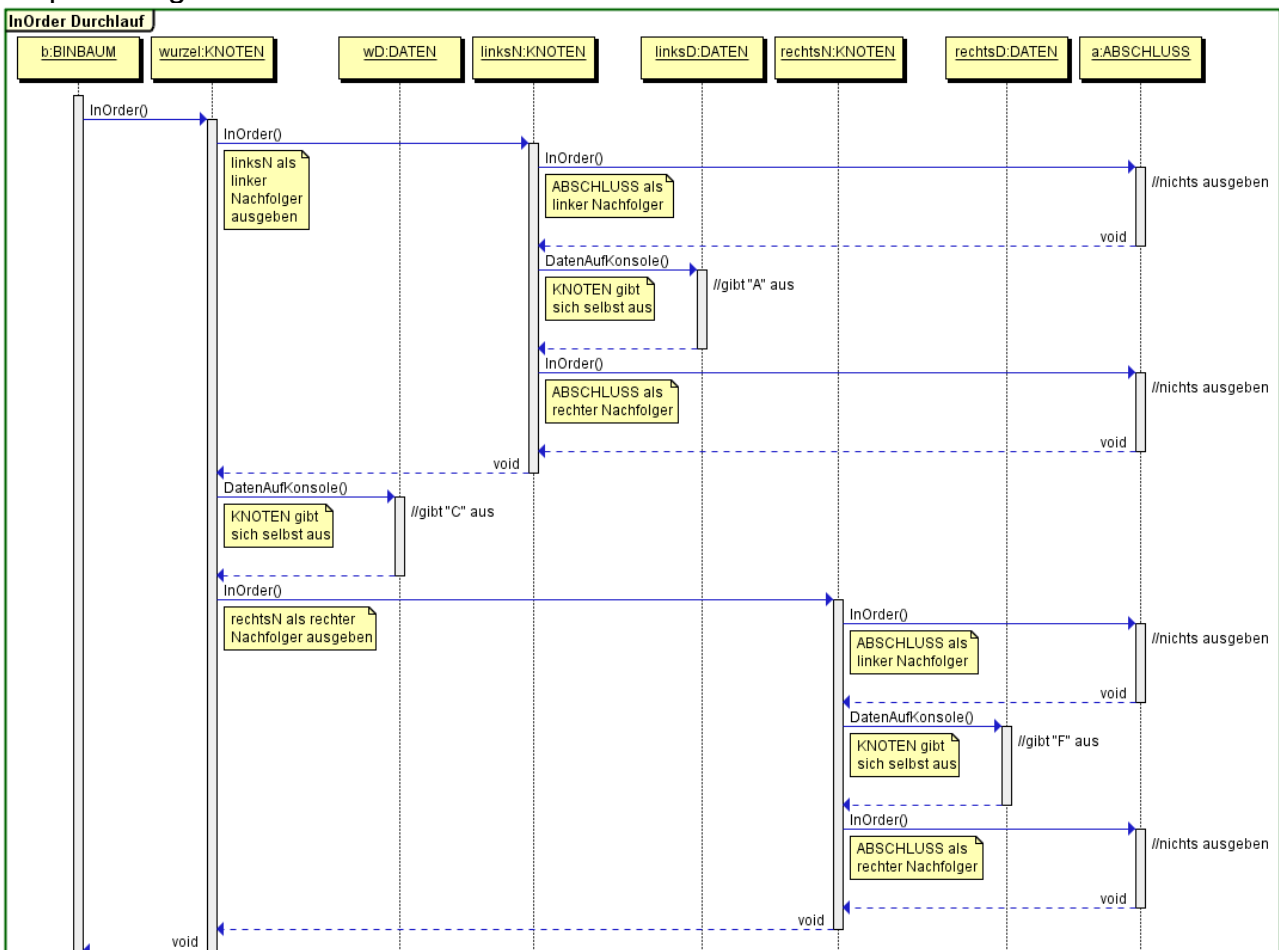 InOrder Durchlauf
b:BINBAUM
wurzel:KNOTEN
wD:DATEN
linksN:KNOTEN
linksD:DATEN
rechtsN:KNOTEN
rechtsD:DATEN
a:ABSCHLUSS
InOrder()
InOrder()
linksN als
linker
Nachfolger
ausgeben
InOrder()
ABSCHLUSS als
linker Nachfolger
//nichts ausgeben
void
DatenAufKonsole()
KNOTEN gibt
sich selbst aus
//gibt "A" aus
InOrder()
ABSCHLUSS als
rechter Nachfolger
//nichts ausgeben
void
void
DatenAufKonsole()
KNOTEN gibt
sich selbst aus
//gibt "C" aus
InOrder()
rechtsN als rechter
Nachfolger ausgeben
InOrder()
ABSCHLUSS als
linker Nachfolger
//nichts ausgeben
void
DatenAufKonsole()
KNOTEN gibt
sich selbst aus
//gibt "F" aus
InOrder()
ABSCHLUSS als
rechter Nachfolger
//nichts ausgeben
void
void
void